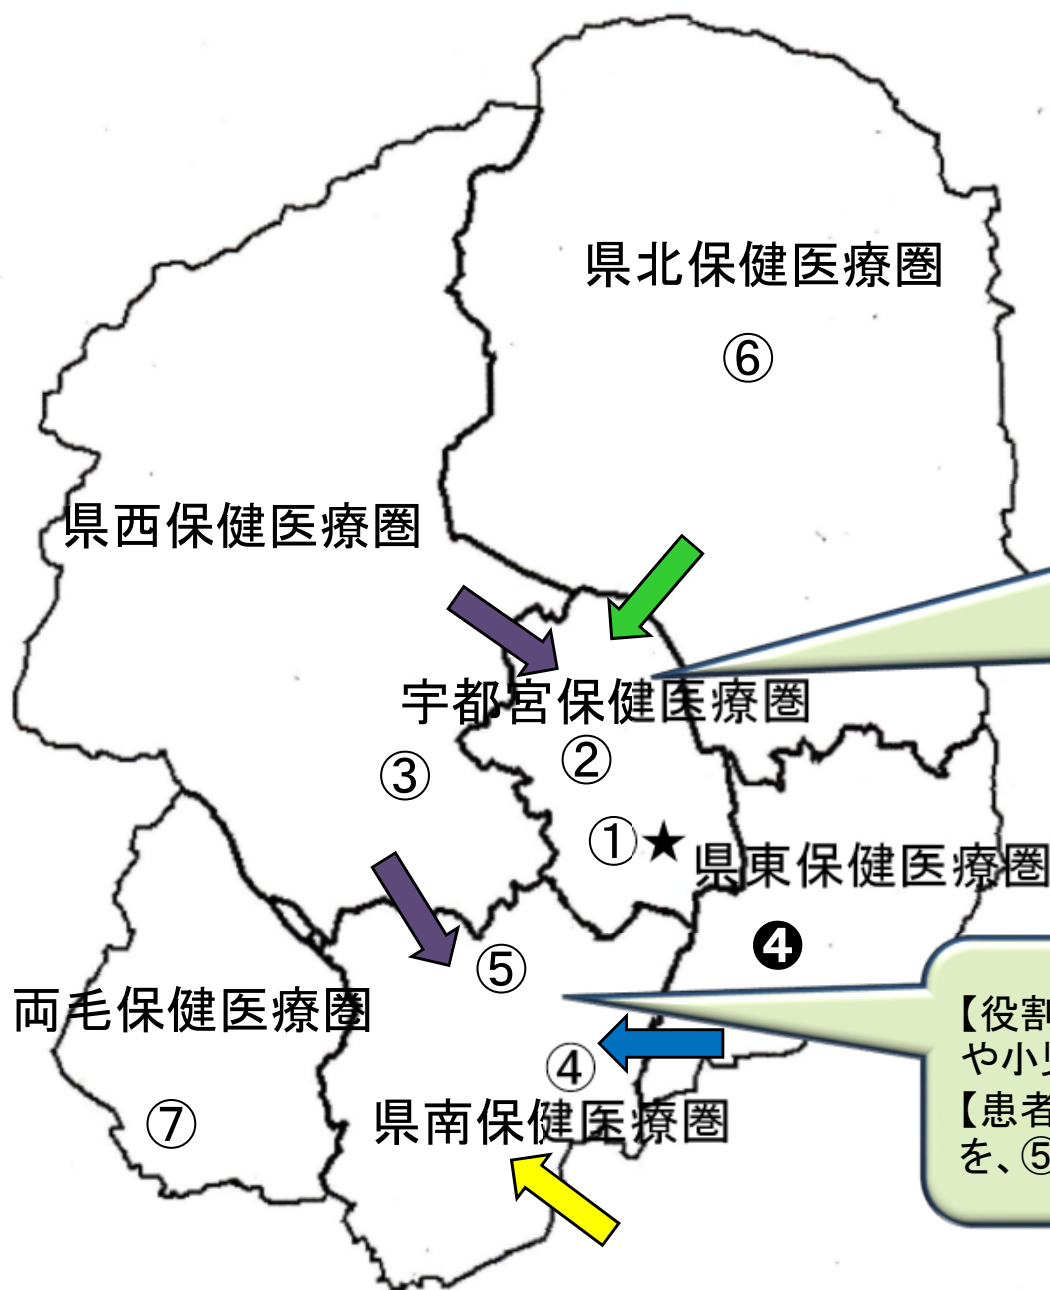 県北保健医療圏
⑥
県西保健医療圏
宇都宮保健医療圏
②
③
①★
県東保健医療圏
❹
⑤
両毛保健医療圏
④
県南保健医療圏
⑦
【役割
や小
【患者
を、⑤